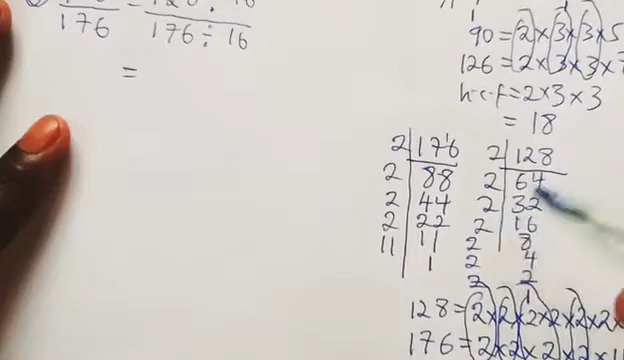 176 = 176 ÷ 16
=
90 = 2×3×3×5
126 = 2×3×3×7
h.c.f = 2×3×3
= 18
2 | 176
2 | 88
2 | 44
2 | 22
11 | 11
1
2 | 128
2 | 64
2 | 32
2 | 16
2 8
2 4
2 2
1
128 = 2×2×2×2×2×2×
176 = 2×2×2×2×11